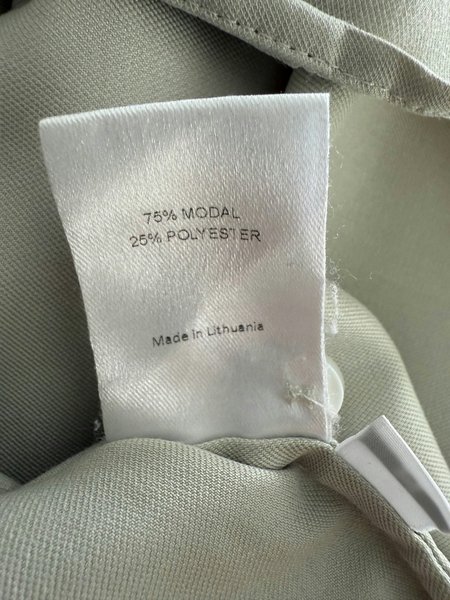 75% MODAL
25% POLYESTER
Made in Lithuania